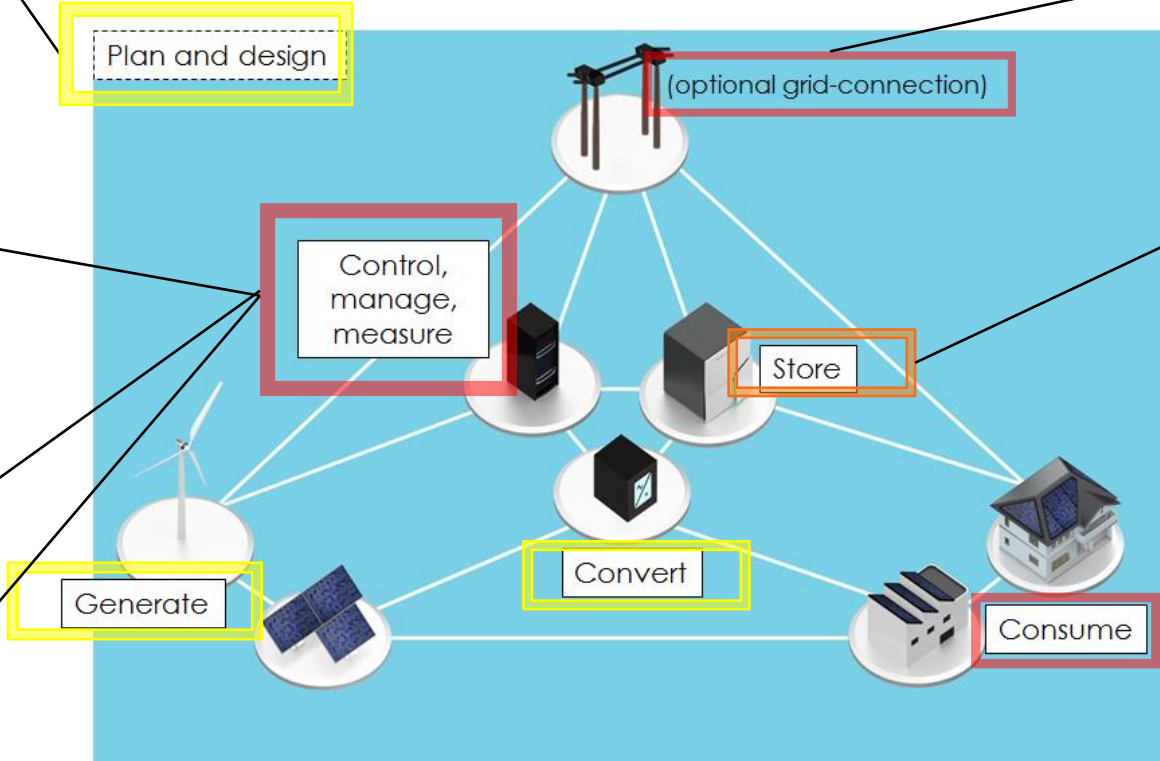 Plan and design
(optional grid-connection)
Control,
manage,
measure
Store
Convert
Generate
Consume